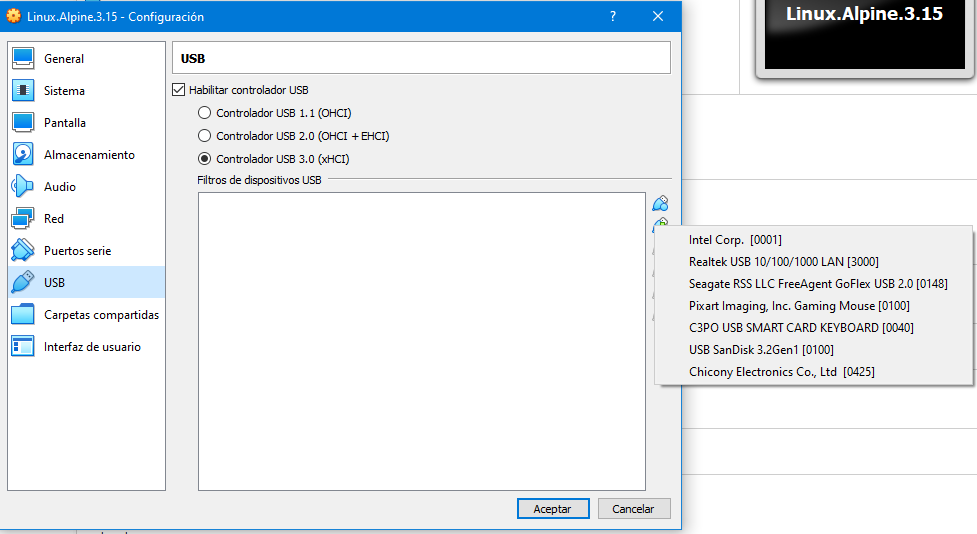 Linux.Alpine.3.15 - Configuración
?
Linux.Alpine.3.15
General
Sistema
Pantalla
Almacenamiento
Audio
Red
Puertos serie
USB
Carpetas compartidas
Interfaz de usuario
USB
Habilitar controlador USB
Controlador USB 1.1 (OHCI)
Controlador USB 2.0 (OHCI + EHCI)
Controlador USB 3.0 (xHCI)
Filtros de dispositivos USB
Intel Corp. [0001]
Realtek USB 10/100/1000 LAN [3000]
Seagate RSS LLC FreeAgent GoFlex USB 2.0 [0148]
Pixart Imaging, Inc. Gaming Mouse [0100]
C3PO USB SMART CARD KEYBOARD [0040]
USB SanDisk 3.2Gen1 [0100]
Chicony Electronics Co., Ltd [0425]
Aceptar
Cancelar